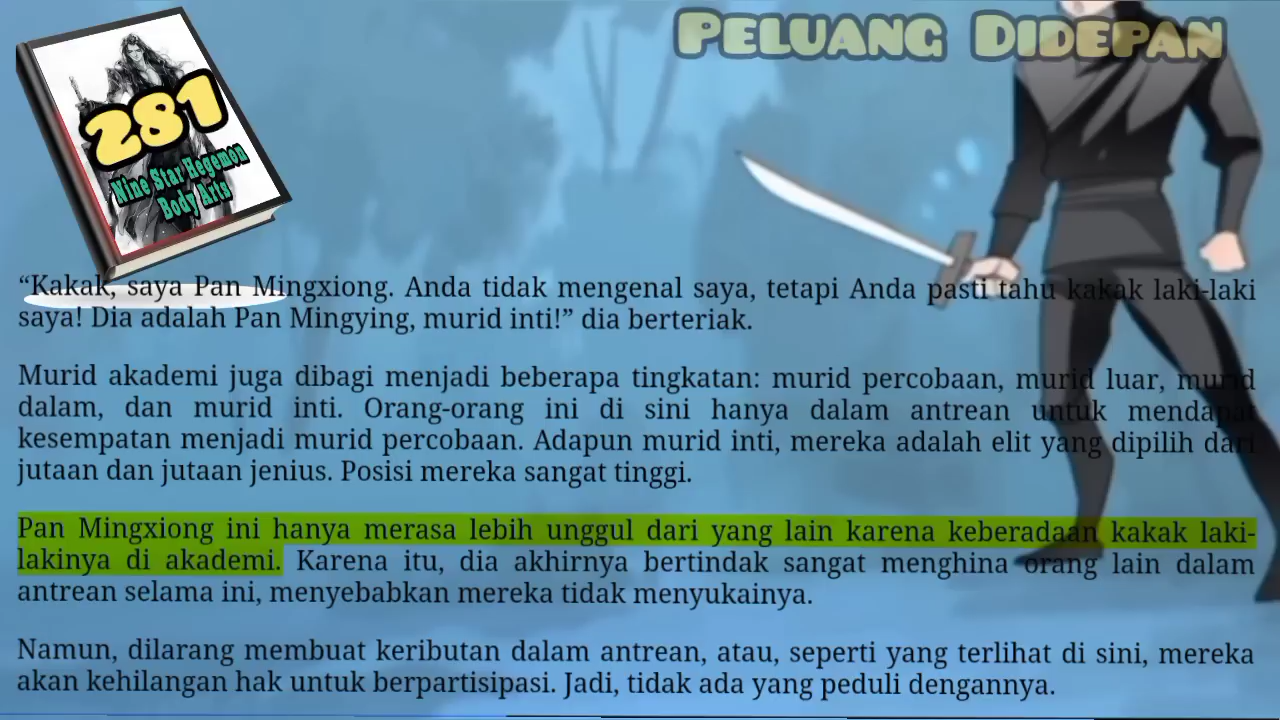 PELUANG DIDEPAN
281
Nine Star Hegemon
Body Arts
“Kakak, saya Pan Mingxiong. Anda tidak mengenal saya, tetapi Anda pasti tahu kakak laki-laki
saya! Dia adalah Pan Mingying, murid inti!” dia berteriak.
Murid akademi juga dibagi menjadi beberapa tingkatan: murid percobaan, murid luar, murid
dalam, dan murid inti. Orang-orang ini di sini hanya dalam antrean untuk mendapat
kesempatan menjadi murid percobaan. Adapun murid inti, mereka adalah elit yang dipilih dari
jutaan dan jutaan jenius. Posisi mereka sangat tinggi.
Pan Mingxiong ini hanya merasa lebih unggul dari yang lain karena keberadaan kakak laki-
lakinya di akademi. Karena itu, dia akhirnya bertindak sangat menghina orang lain dalam
antrean selama ini, menyebabkan mereka tidak menyukainya.
Namun, dilarang membuat keributan dalam antrean, atau, seperti yang terlihat di sini, mereka
akan kehilangan hak untuk berpartisipasi. Jadi, tidak ada yang peduli dengannya.